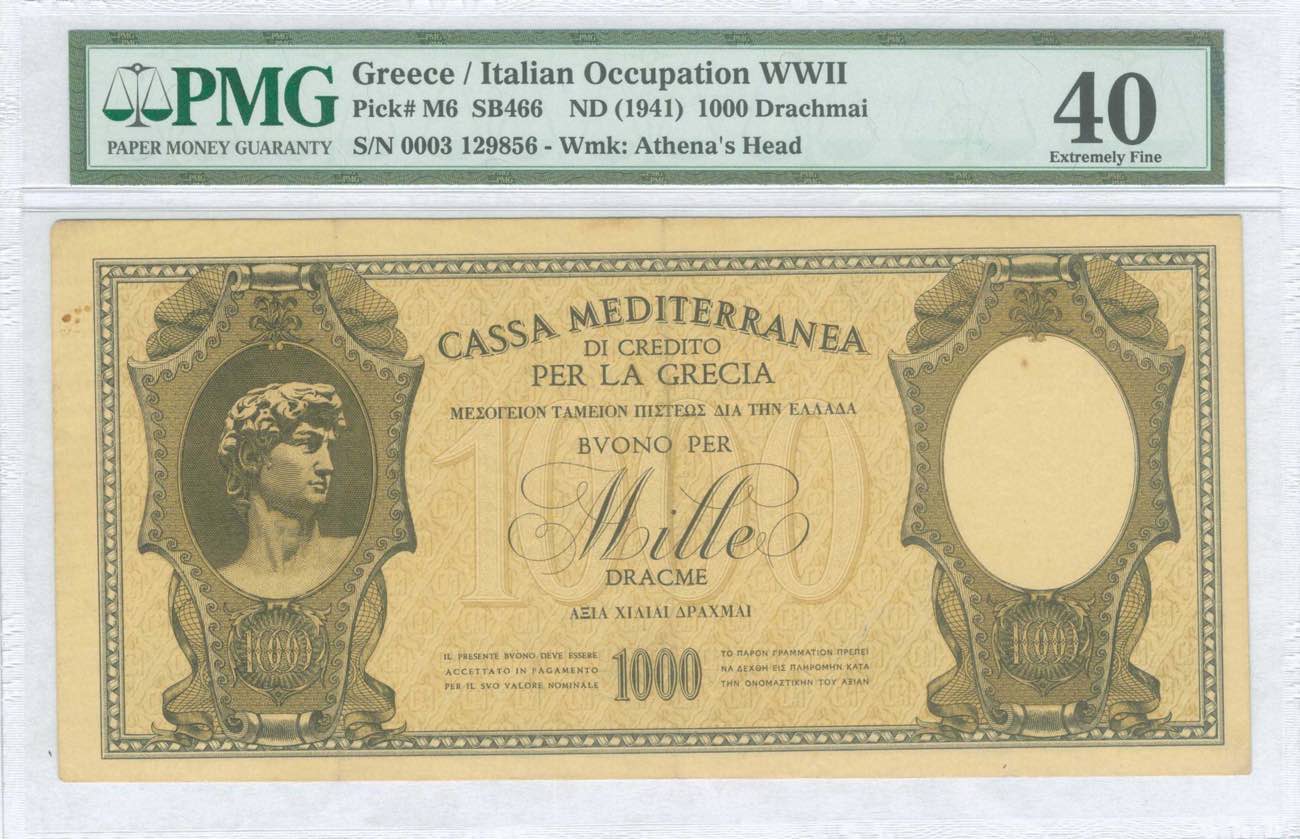 PMG
PAPER MONEY GUARANTY
Greece / Italian Occupation WWII
Pick# M6 SB466 ND (1941) 1000 Drachmai
S/N 0003 129856 - Wmk: Athena's Head
40
Extremely Fine
CASSA MEDITERRANEA
DI CREDITO
PER LA GRECIA
ΜΕΣΟΓΕΙΟΝ ΤΑΜΕΙΟΝ ΠΙΣΤΕΩΣ ΔΙΑ ΤΗΝ ΕΛΛΑΔΑ
BVONO PER
1000
Mille
DRACME
ΑΞΙΑ ΧΙΛΙΑΙ ΔΡΑΧΜΑΙ
IL PRESENTE BVONO DEVE ESSERE
ACCETTATO IN PAGAMENTO
PER IL SVO VALORE NOMINALE
1000
ΤΟ ΠΑΡΟΝ ΓΡΑΜΜΑΤΙΟΝ ΠΡΕΠΕΙ
ΝΑ ΔΕΧΘΗ ΕΙΣ ΠΛΗΡΟΜΗΝ ΚΑΤΑ
ΤΗΝ ΟΝΟΜΑΣΤΙΚΗΝ ΤΟΥ ΑΞΙΑΝ
1000
1000